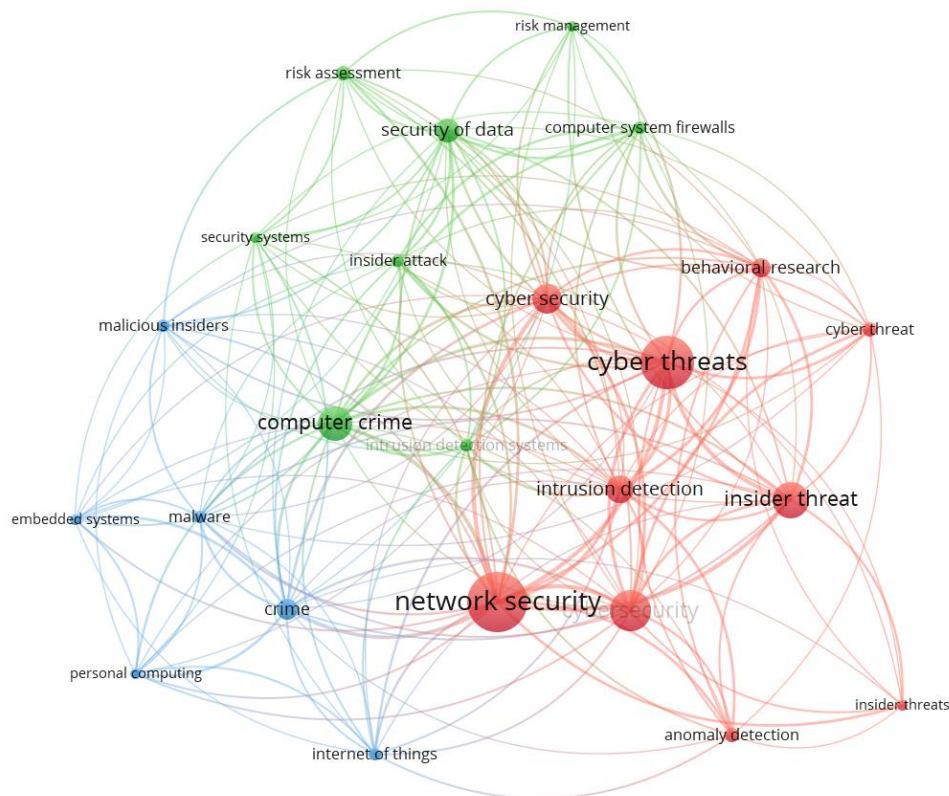 risk management
risk assessment
security of data
computer system firewalls
security systems
insider attack
behavioral research
cyber security
malicious insiders
cyber threat
cyber threats
computer crime
intrusion detection systems
intrusion detection
insider threat
embedded systems
malware
network security
cybersecurity
crime
personal computing
insider threats
anomaly detection
internet of things